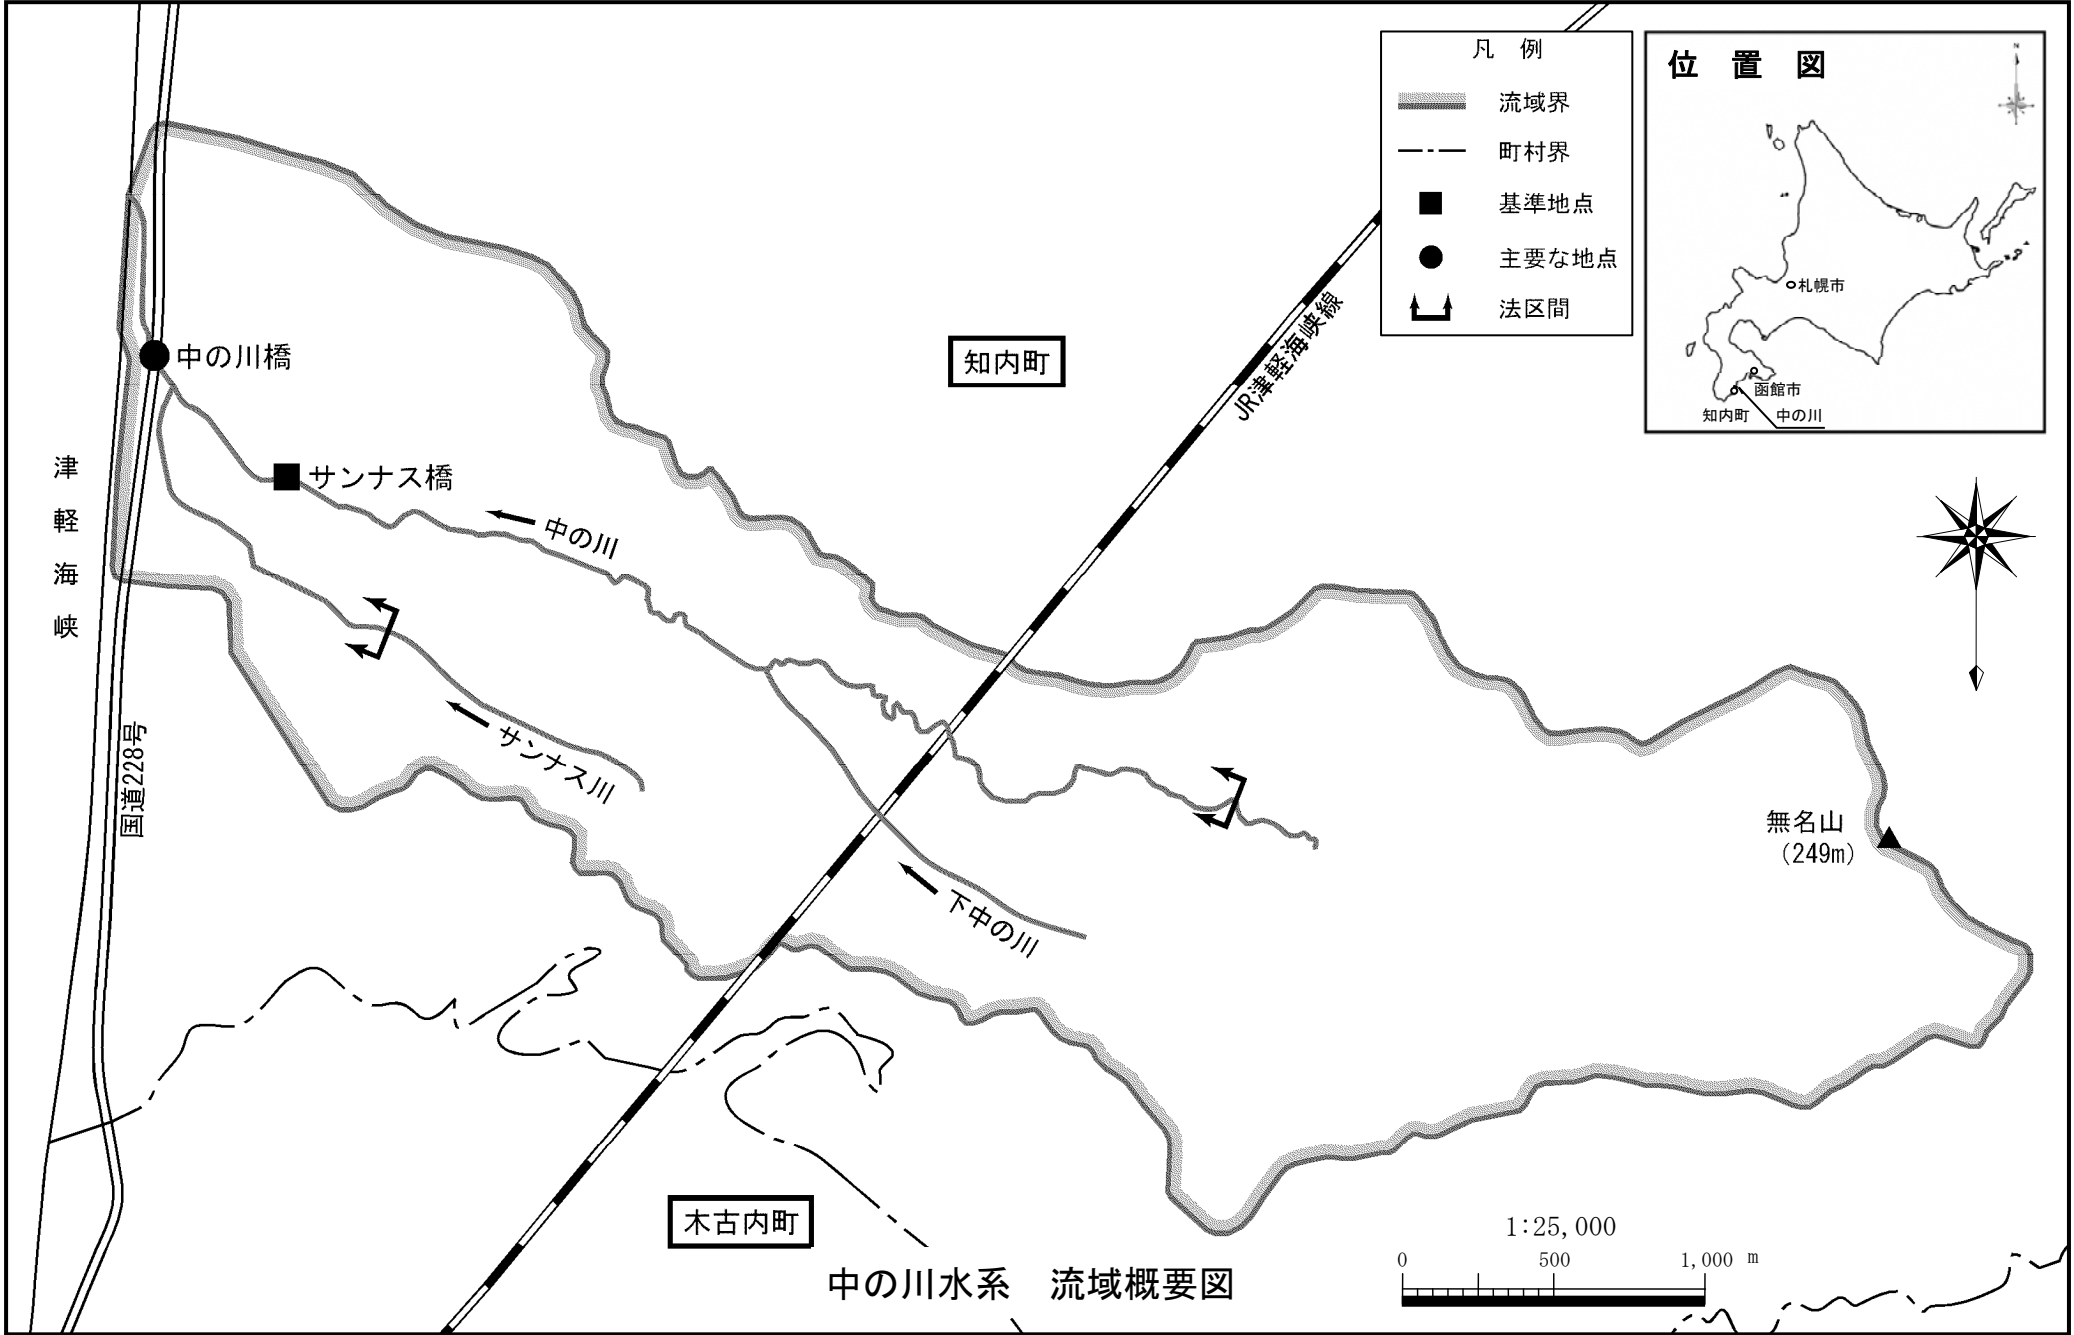 凡 例
流域界
町村界
基準地点
主要な地点
法区間
位 置 図
N
札幌市
函館市
知内町
中の川
中の川橋
知内町
JR津軽海峡線
サンナス橋
中の川
津軽海峡
サンナス川
国道228号
下中の川
無名山
(249m)
木古内町
1:25,000
0 500 1,000 m
中の川水系 流域概要図